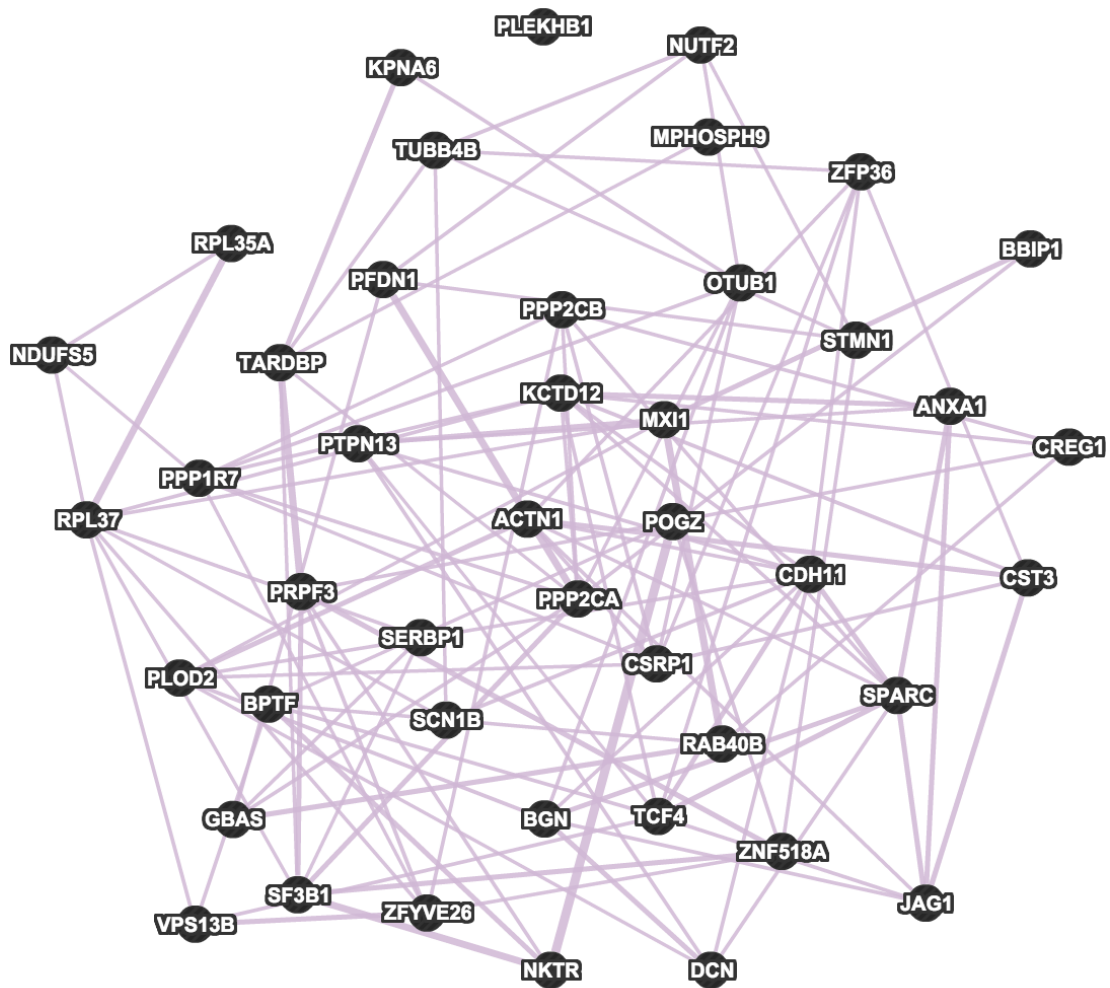 PLEKHB1
NUTF2
KPNA6
MPHOSPH9
TUBB4B
ZFP36
RPL35A
BBIP1
PFDN1
OTUB1
PPP2CB
STMN1
NDUFS5
TARDBP
KCTD12
ANXA1
MXI1
PTPN13
CREG1
PPP1R7
RPL37
ACTN1
POGZ
CDH11
CST3
PRPF3
PPP2CA
SERBP1
CSRP1
PLOD2
SPARC
BPTF
SCN1B
RAB40B
GBAS
BGN
TCF4
ZNF518A
SF3B1
JAG1
ZFYVE26
VPS13B
NKTR
DCN